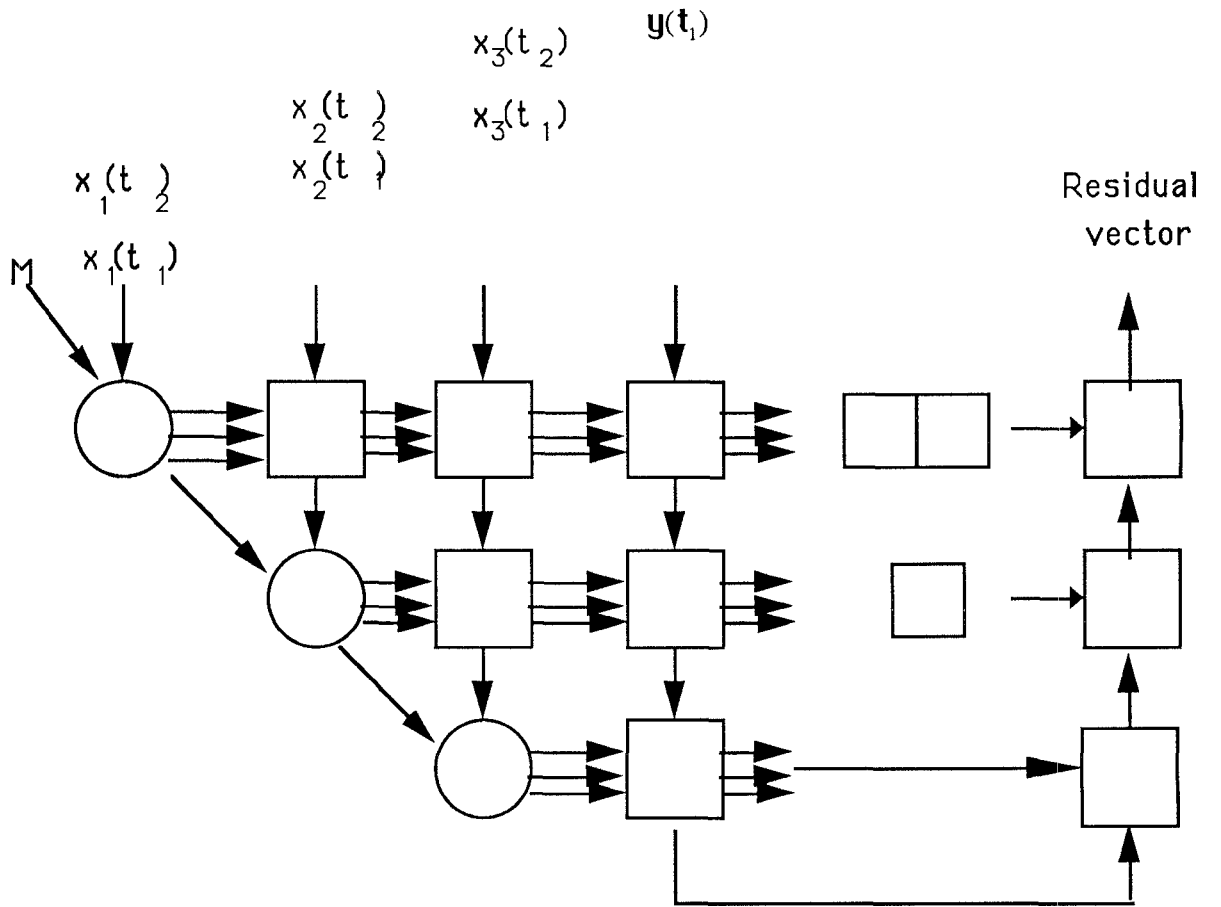 y(t₁)
x₃(t₂)
x₂(t₂)
x₃(t₁)
x₂(t₁)
x₁(t₂)
Residual
vector
x₁(t₁)
M